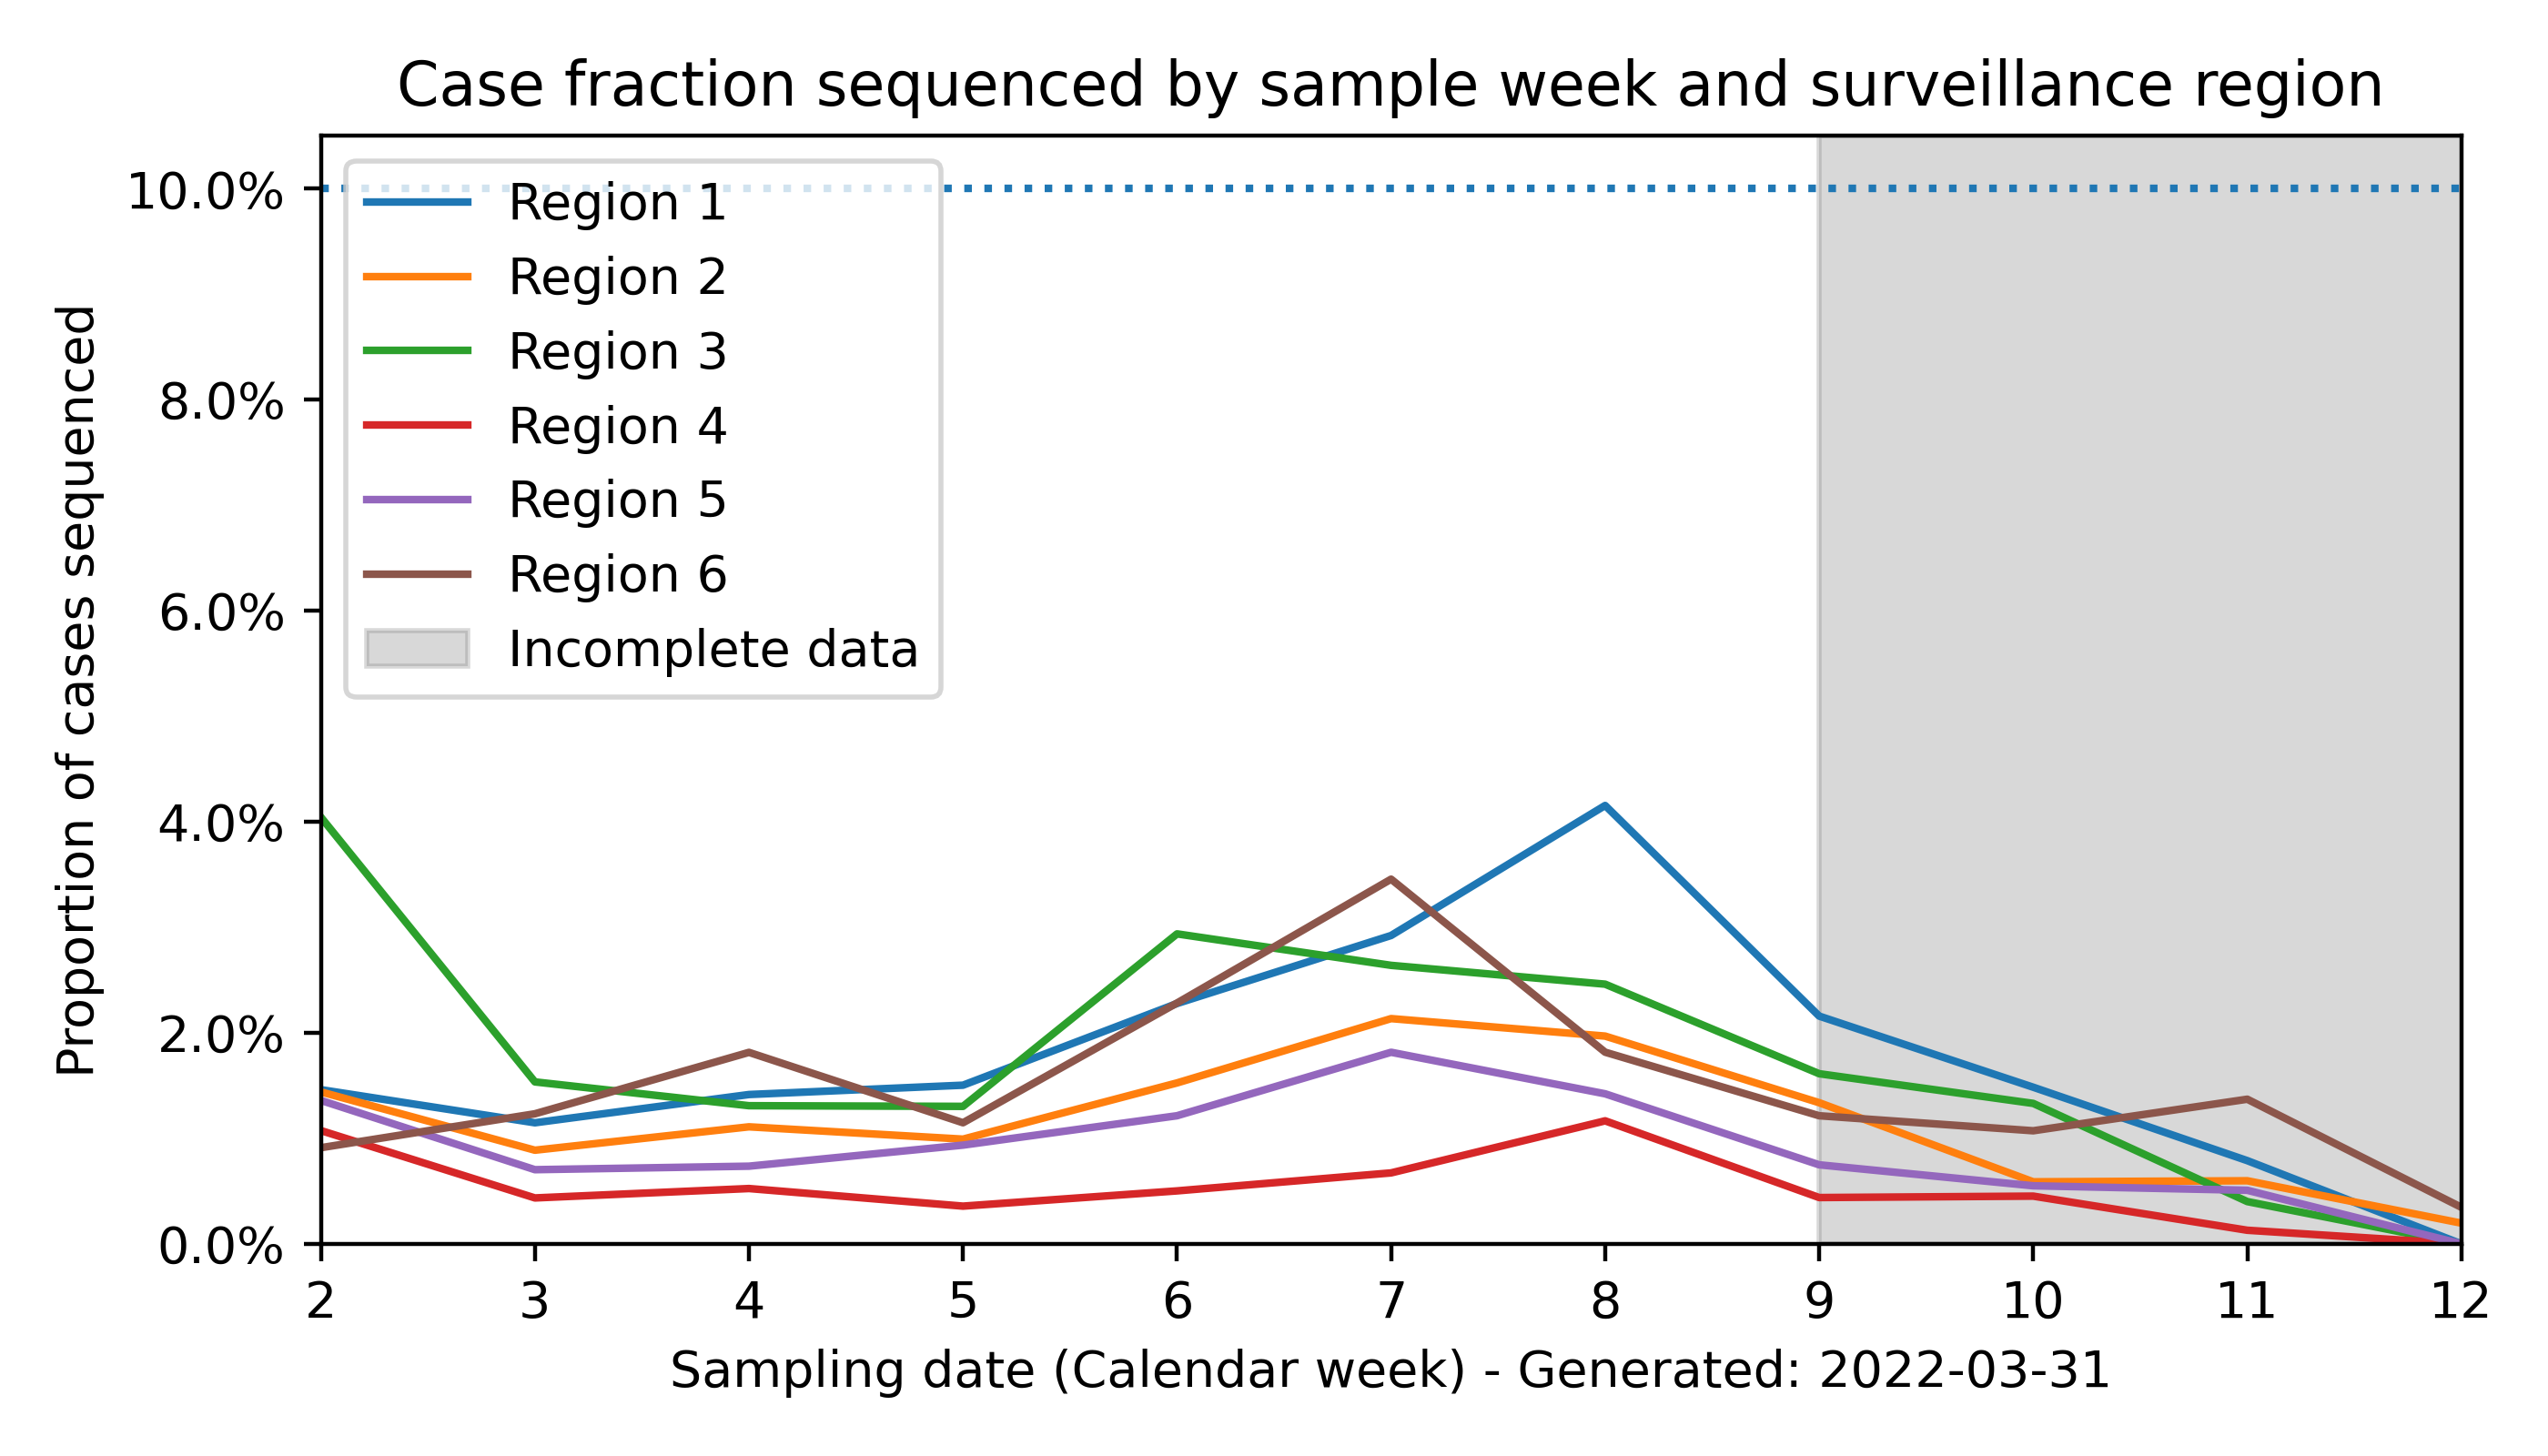 Case fraction sequenced by sample week and surveillance region
Proportion of cases sequenced
10.0%
8.0%
6.0%
4.0%
2.0%
0.0%
Region 1
Region 2
Region 3
Region 4
Region 5
Region 6
Incomplete data
2 3 4 5 6 7 8 9 10 11 12
Sampling date (Calendar week) - Generated: 2022-03-31